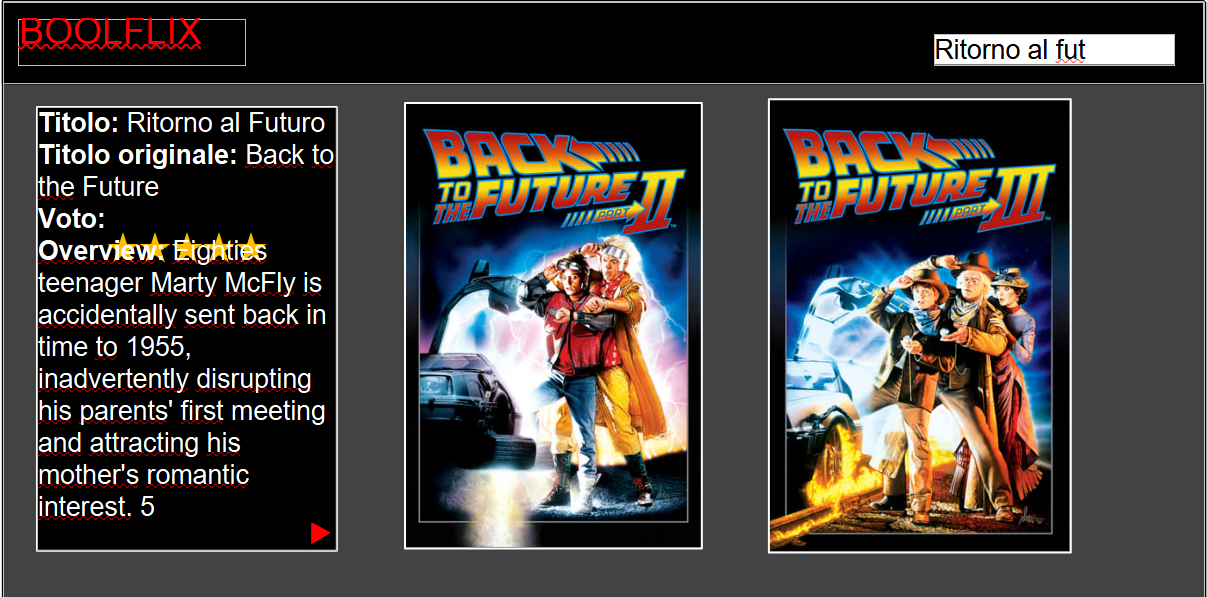 BOOLFLIX
Ritorno al fut
Titolo: Ritorno al Futuro
Titolo originale: Back to
the Future
Voto:
Overview: Eighties
teenager Marty McFly is
accidentally sent back in
time to 1955,
inadvertently disrupting
his parents' first meeting
and attracting his
mother's romantic
interest. 5
BACK
TO
THE FUTURE
PART II
TM
BACK
TO
THE FUTURE
PART III
TM